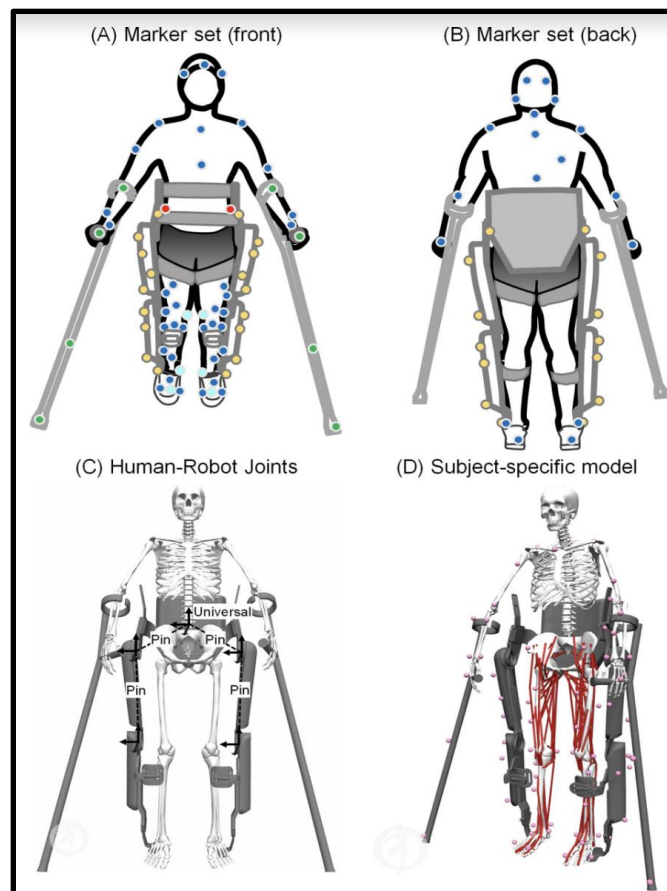 (A) Marker set (front)
(B) Marker set (back)
(C) Human-Robot Joints
(D) Subject-specific model
Universal
Pin
Pin
Pin
Pin